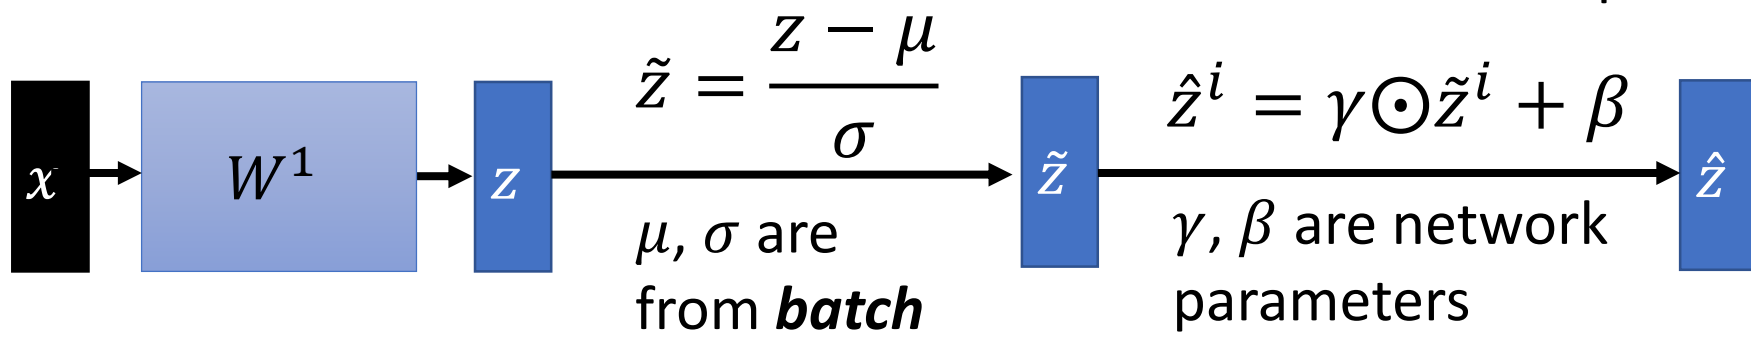 x
W¹
z
z̃ = (z − μ) / σ
μ, σ are
from batch
z̃
ẑⁱ = γ⊙z̃ⁱ + β
γ, β are network
parameters
ẑ